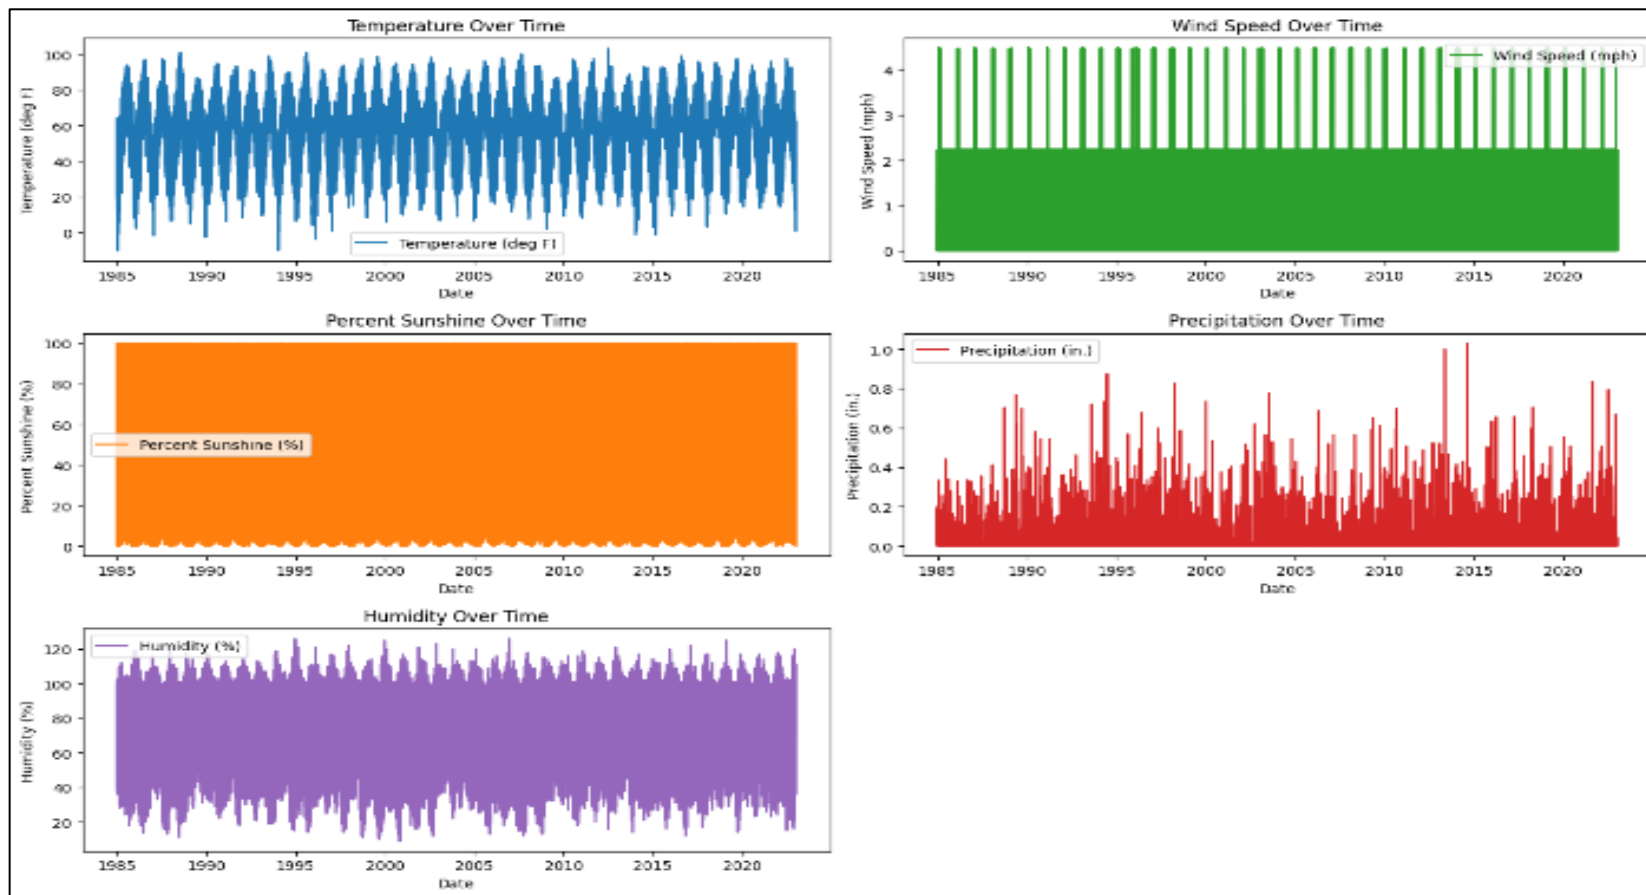 Temperature Over Time
Temperature (deg F)
100
80
60
40
20
0
Temperature (deg F)
1985 1990 1995 2000 2005 2010 2015 2020
Date
Wind Speed Over Time
Wind Speed (mph)
4
3
2
1
0
Wind Speed (mph)
1985 1990 1995 2000 2005 2010 2015 2020
Date
Percent Sunshine Over Time
Percent Sunshine (%)
100
80
60
40
20
0
Percent Sunshine (%)
1985 1990 1995 2000 2005 2010 2015 2020
Date
Precipitation Over Time
Precipitation (in.)
1.0
0.8
0.6
0.4
0.2
0.0
Precipitation (in.)
1985 1990 1995 2000 2005 2010 2015 2020
Date
Humidity Over Time
Humidity (%)
120
100
80
60
40
20
Humidity (%)
1985 1990 1995 2000 2005 2010 2015 2020
Date